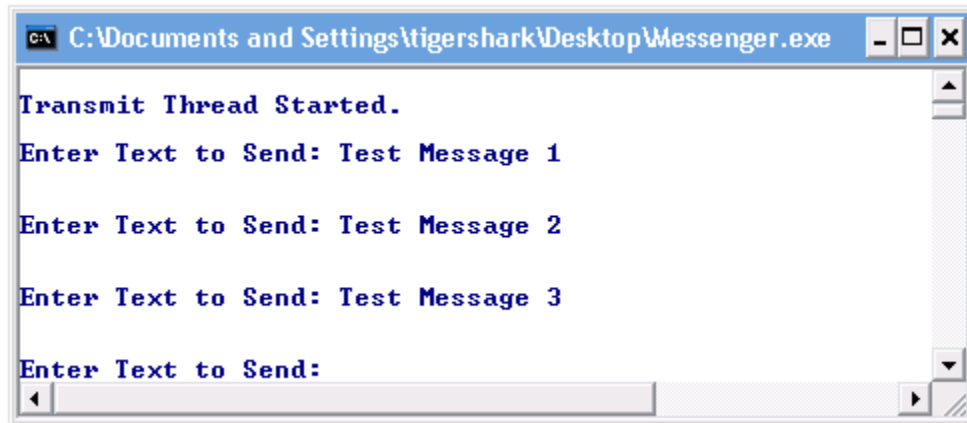 C:\Documents and Settings\tigershark\Desktop\Messenger.exe
Transmit Thread Started.
Enter Text to Send: Test Message 1
Enter Text to Send: Test Message 2
Enter Text to Send: Test Message 3
Enter Text to Send: